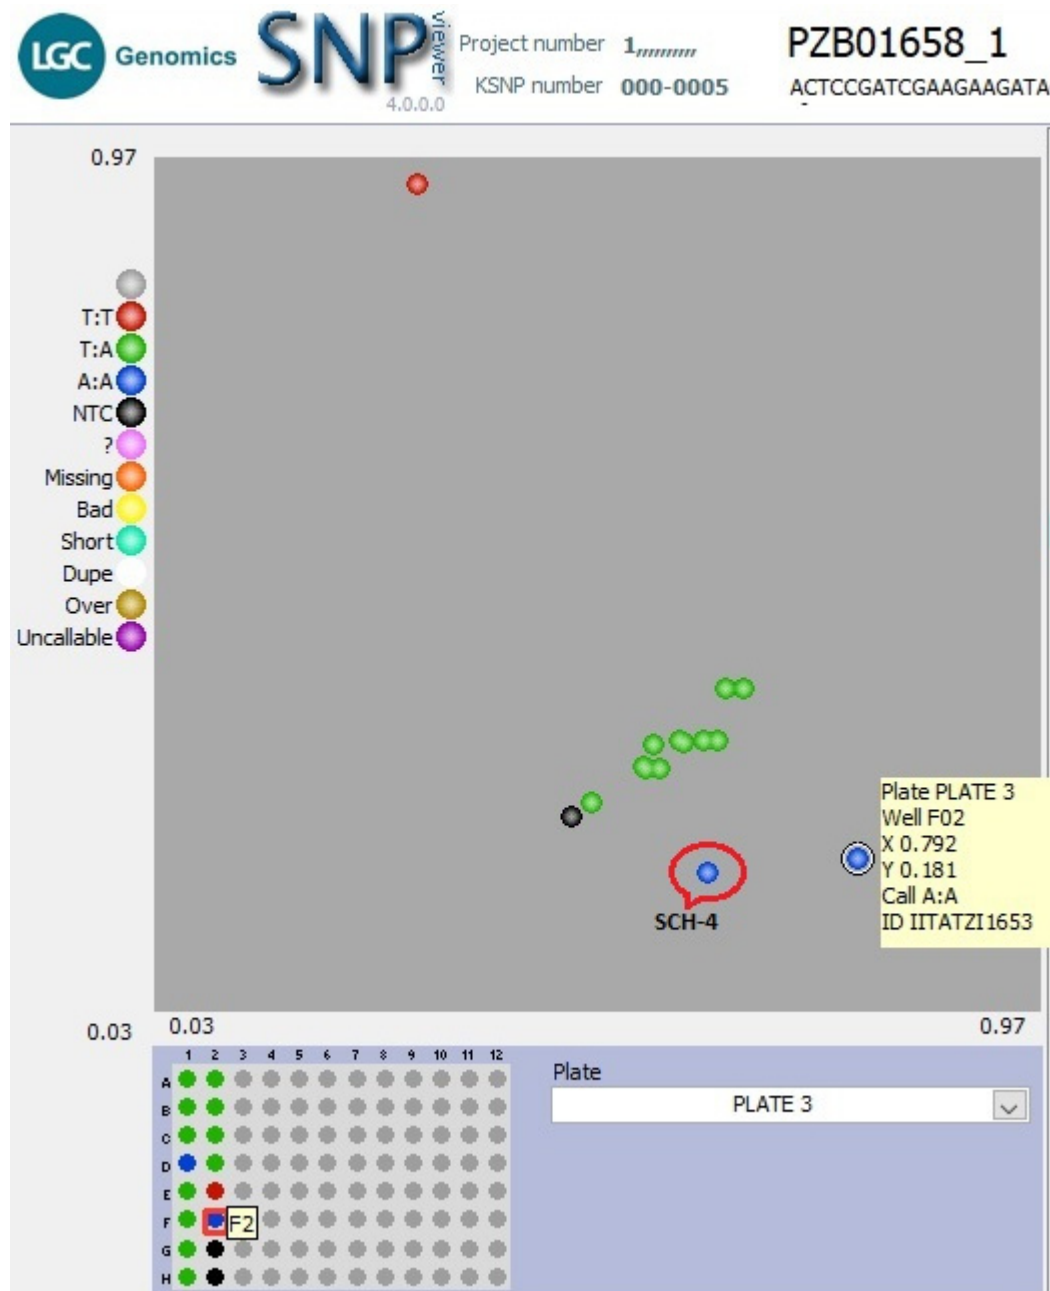 LGC Genomics SNP viewer 4.0.0.0
Project number 1,,,,,,,,,,
KSNP number 000-0005
PZB01658_1
ACTCCGATCGAAGAAGATA
0.97
T:T
T:A
A:A
NTC
?
Missing
Bad
Short
Dupe
Over
Uncallable
Plate PLATE 3
Well F02
X 0.792
Y 0.181
Call A:A
ID IITATZI1653
SCH-4
0.03
0.03 0.97
1 2 3 4 5 6 7 8 9 10 11 12
A
B
C
D
E
F F2
G
H
Plate
PLATE 3